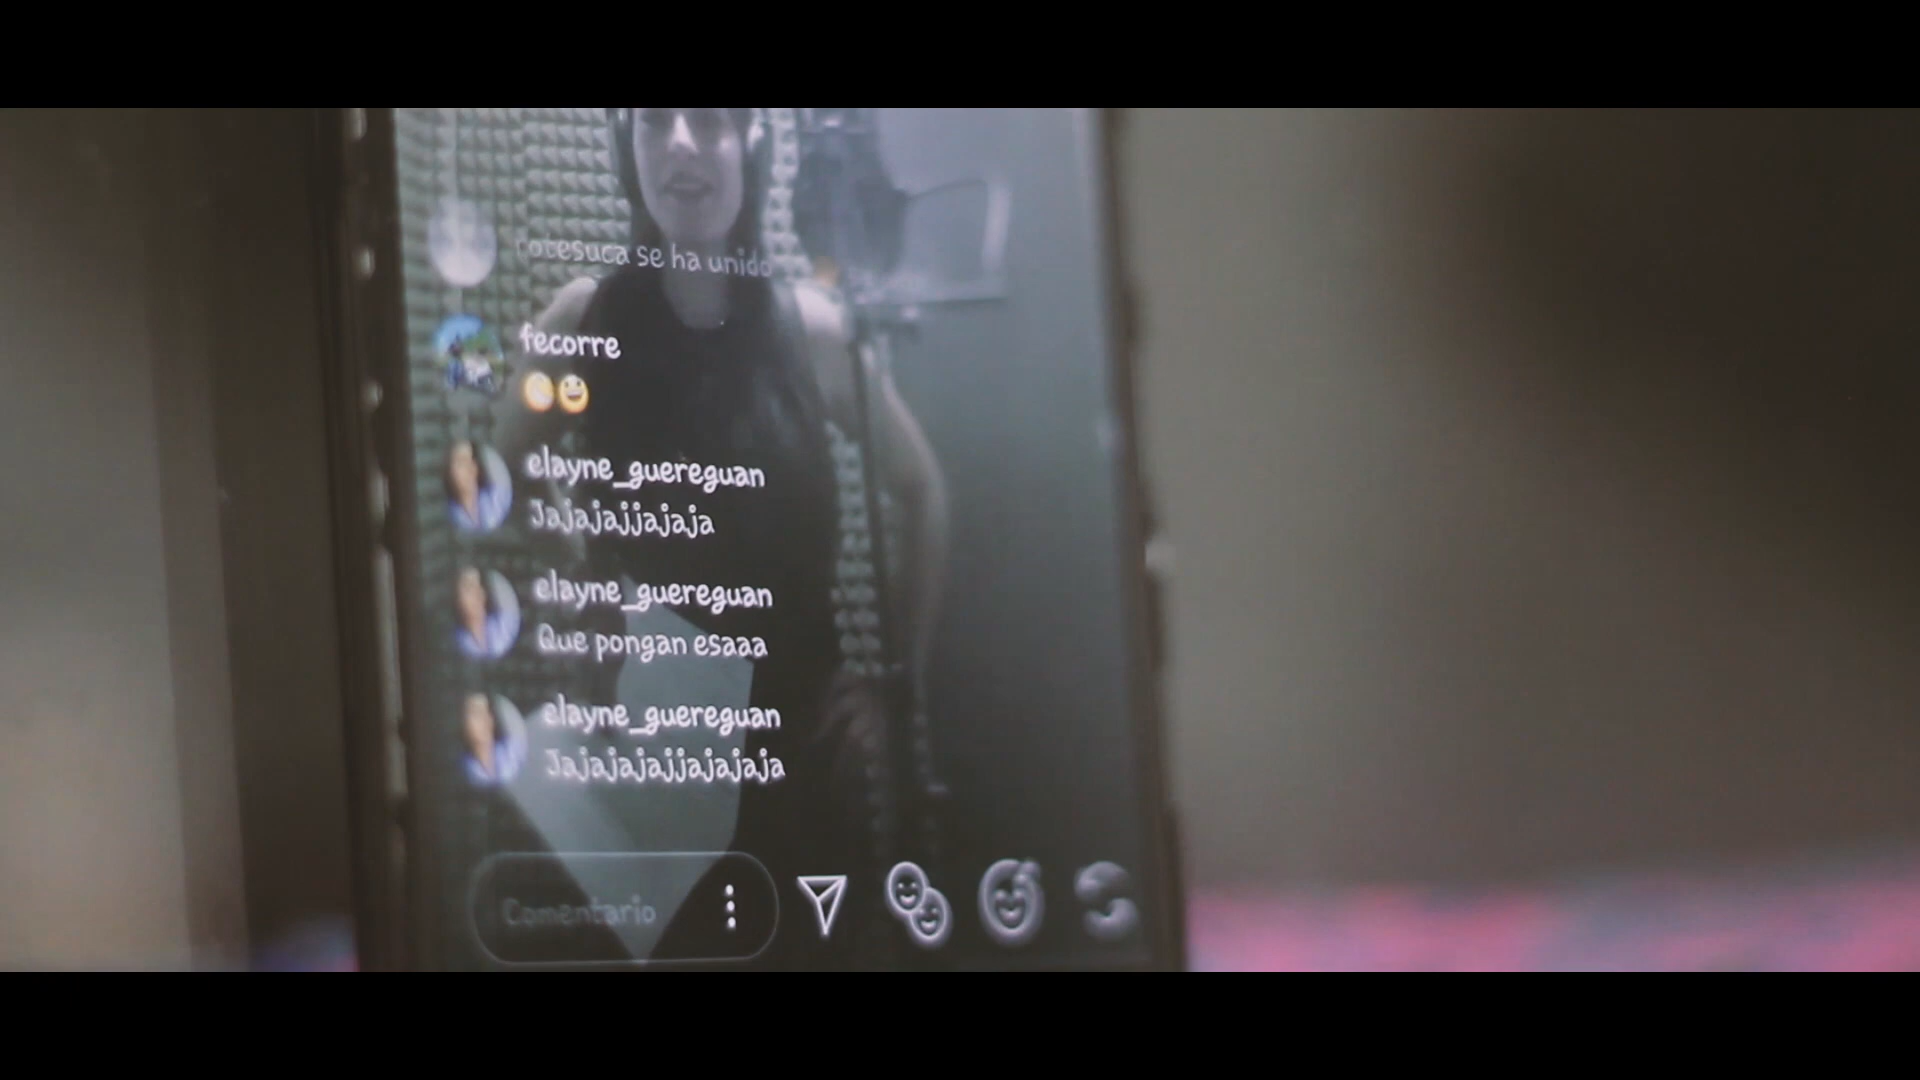 cotesuca se ha unido
fecorre
elayne_guereguan
Jajajajjajaja
elayne_guereguan
Que pongan esaaa
elayne_guereguan
Jajajajajjajajaja
Comentario